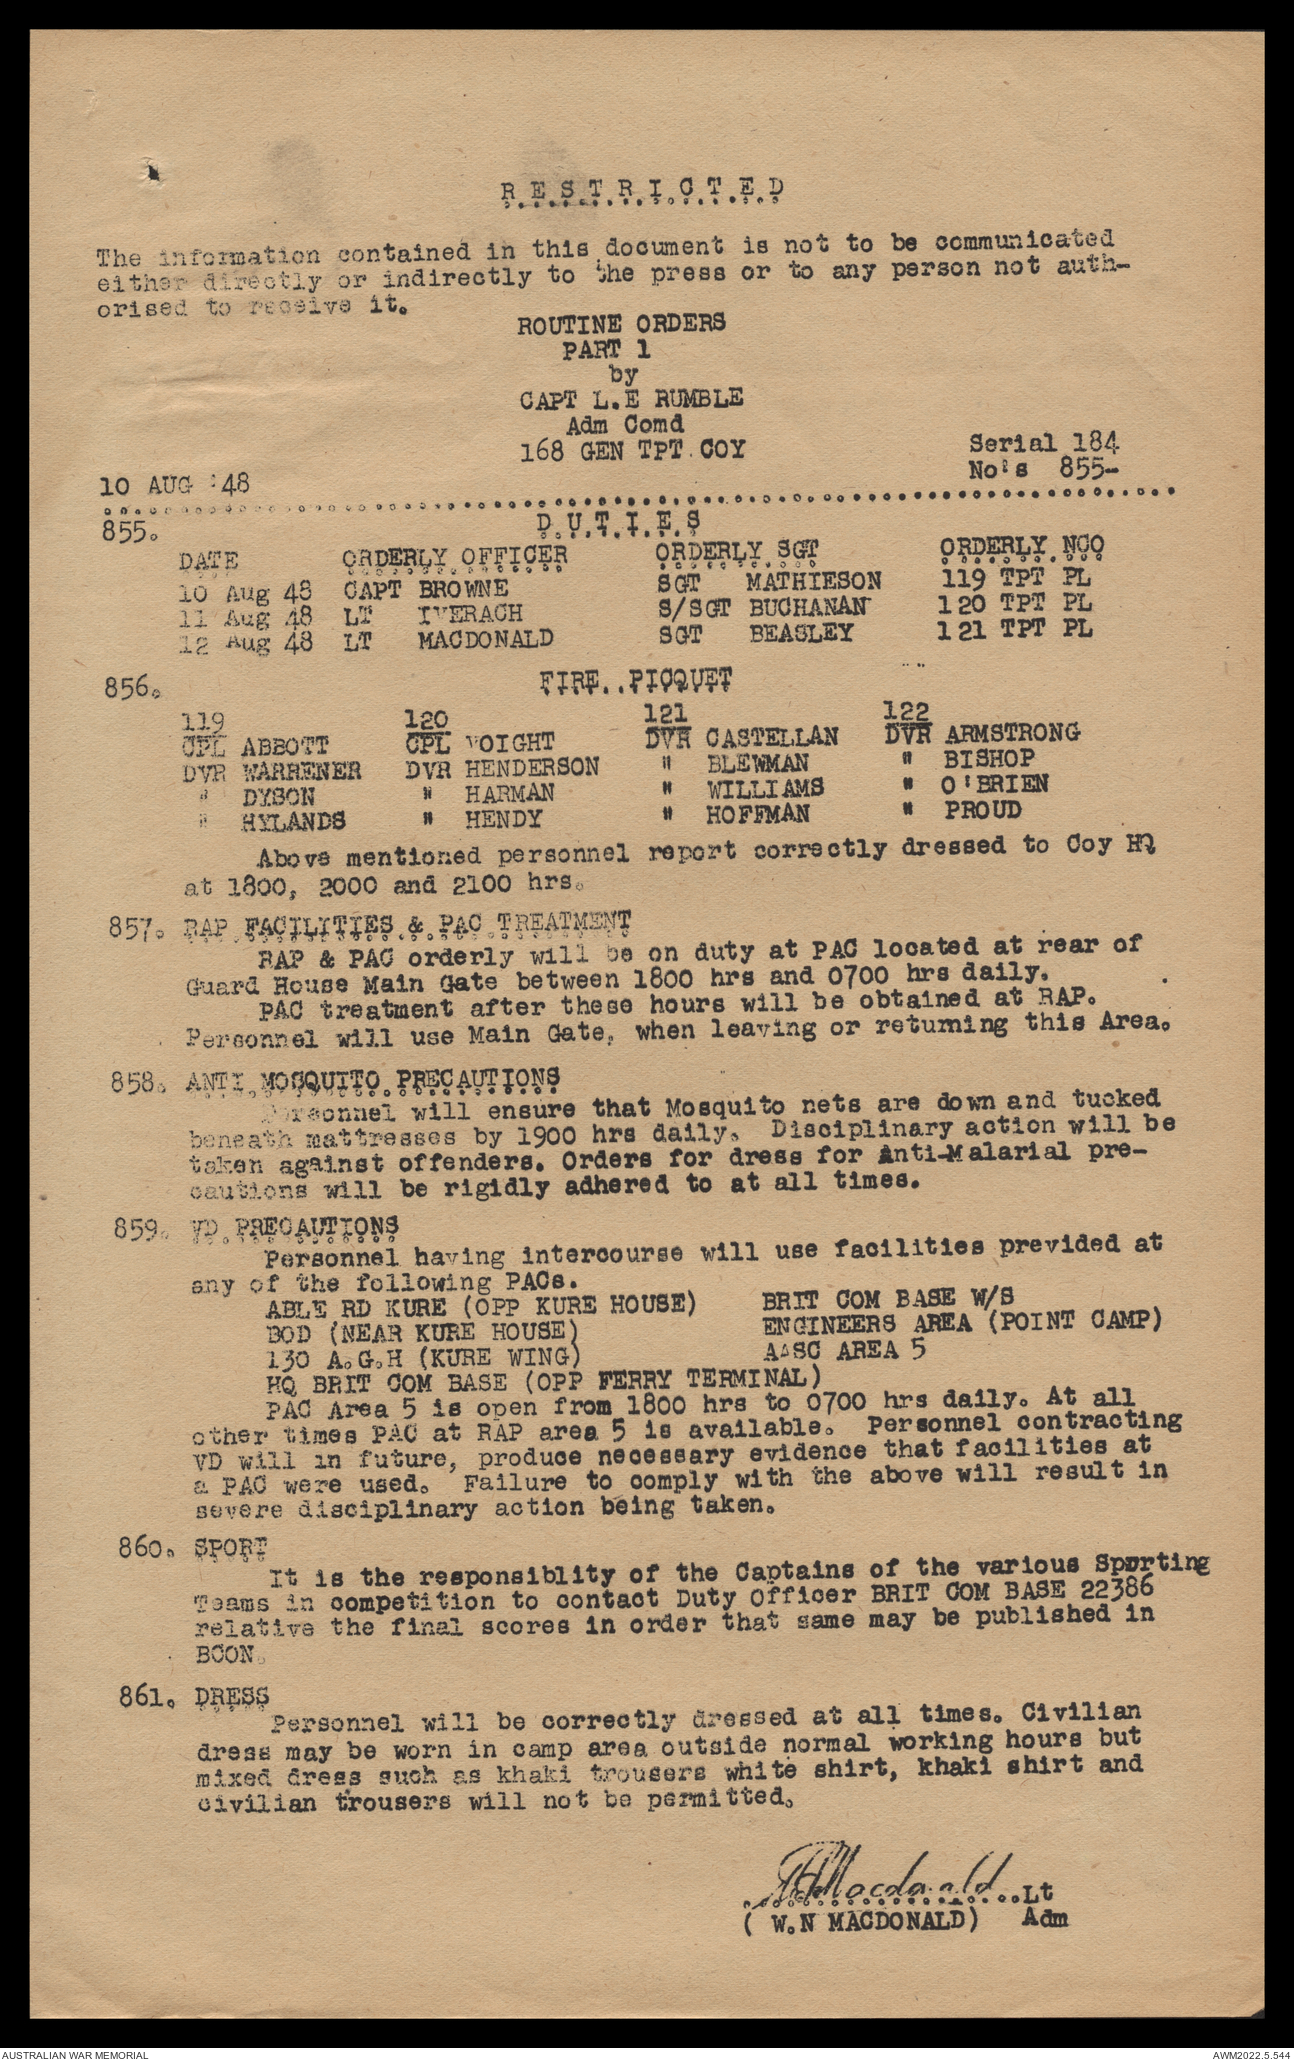 RESTRICTED
The information contained in this document is not to be communicated
either directly or indirectly to the press or to any person not auth-
orised to receive it.
ROUTINE ORDERS
PART 1
by
CAPT L.E RUMBLE
Adm Comd
168 GEN TPT COY
Serial 184
No's 855-
10 AUG '48
855. DUTIES
DATE ORDERLY OFFICER ORDERLY SGT ORDERLY NCO
10 Aug 48 CAPT BROWNE SGT MATHIESON 119 TPT PL
11 Aug 48 LT IVERACH S/SGT BUCHANAN 120 TPT PL
12 Aug 48 LT MACDONALD SGT BEASLEY 121 TPT PL
856. FIRE..PICQUET
119 120 121 122
CPL ABBOTT CPL VOIGHT DVR CASTELLAN DVR ARMSTRONG
DVR WARRENER DVR HENDERSON " BLEWMAN " BISHOP
" DYSON " HARMAN " WILLIAMS " O'BRIEN
" HYLANDS " HENDY " HOFFMAN " PROUD
Above mentioned personnel report correctly dressed to Coy HQ
at 1800, 2000 and 2100 hrs.
857. RAP FACILITIES & PAC TREATMENT
RAP & PAC orderly will be on duty at PAC located at rear of
Guard House Main Gate between 1800 hrs and 0700 hrs daily.
PAC treatment after these hours will be obtained at RAP.
Personnel will use Main Gate, when leaving or returning this Area.
858. ANTI MOSQUITO PRECAUTIONS
Personnel will ensure that Mosquito nets are down and tucked
beneath mattresses by 1900 hrs daily. Disciplinary action will be
taken against offenders. Orders for dress for Anti-Malarial pre-
cautions will be rigidly adhered to at all times.
859. VD PRECAUTIONS
Personnel having intercourse will use facilities previded at
any of the following PACs.
ABLE RD KURE (OPP KURE HOUSE) BRIT COM BASE W/S
BOD (NEAR KURE HOUSE) ENGINEERS AREA (POINT CAMP)
130 A.G.H (KURE WING) AASC AREA 5
HQ BRIT COM BASE (OPP FERRY TERMINAL)
PAC Area 5 is open from 1800 hrs to 0700 hrs daily. At all
other times PAC at RAP area 5 is available. Personnel contracting
VD will in future, produce necessary evidence that facilities at
a PAC were used. Failure to comply with the above will result in
severe disciplinary action being taken.
860. SPORT
It is the responsiblity of the Captains of the various Sporting
Teams in competition to contact Duty Officer BRIT COM BASE 22386
relative the final scores in order that same may be published in
BCON.
861. DRESS
Personnel will be correctly dressed at all times. Civilian
dress may be worn in camp area outside normal working hours but
mixed dress such as khaki trousers white shirt, khaki shirt and
civilian trousers will not be permitted.
Macdonald Lt
( W.N MACDONALD) Adm
AUSTRALIAN WAR MEMORIAL
AWM2022.5.544